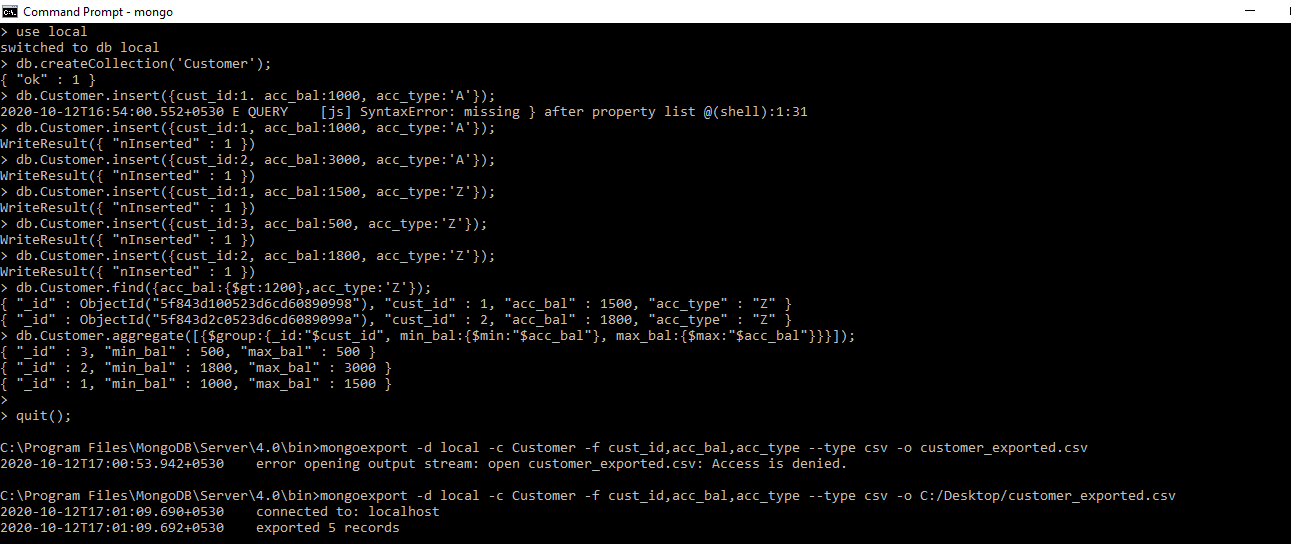 Command Prompt - mongo
> use local
switched to db local
> db.createCollection('Customer');
{ "ok" : 1 }
> db.Customer.insert({cust_id:1. acc_bal:1000, acc_type:'A'});
2020-10-12T16:54:00.552+0530 E QUERY    [js] SyntaxError: missing } after property list @(shell):1:31
> db.Customer.insert({cust_id:1, acc_bal:1000, acc_type:'A'});
WriteResult({ "nInserted" : 1 })
> db.Customer.insert({cust_id:2, acc_bal:3000, acc_type:'A'});
WriteResult({ "nInserted" : 1 })
> db.Customer.insert({cust_id:1, acc_bal:1500, acc_type:'Z'});
WriteResult({ "nInserted" : 1 })
> db.Customer.insert({cust_id:3, acc_bal:500, acc_type:'Z'});
WriteResult({ "nInserted" : 1 })
> db.Customer.insert({cust_id:2, acc_bal:1800, acc_type:'Z'});
WriteResult({ "nInserted" : 1 })
> db.Customer.find({acc_bal:{$gt:1200},acc_type:'Z'});
{ "_id" : ObjectId("5f843d100523d6cd60890998"), "cust_id" : 1, "acc_bal" : 1500, "acc_type" : "Z" }
{ "_id" : ObjectId("5f843d2c0523d6cd6089099a"), "cust_id" : 2, "acc_bal" : 1800, "acc_type" : "Z" }
> db.Customer.aggregate([{$group:{_id:"$cust_id", min_bal:{$min:"$acc_bal"}, max_bal:{$max:"$acc_bal"}}}]);
{ "_id" : 3, "min_bal" : 500, "max_bal" : 500 }
{ "_id" : 2, "min_bal" : 1800, "max_bal" : 3000 }
{ "_id" : 1, "min_bal" : 1000, "max_bal" : 1500 }
>
> quit();
C:\Program Files\MongoDB\Server\4.0\bin>mongoexport -d local -c Customer -f cust_id,acc_bal,acc_type --type csv -o customer_exported.csv
2020-10-12T17:00:53.942+0530    error opening output stream: open customer_exported.csv: Access is denied.
C:\Program Files\MongoDB\Server\4.0\bin>mongoexport -d local -c Customer -f cust_id,acc_bal,acc_type --type csv -o C:/Desktop/customer_exported.csv
2020-10-12T17:01:09.690+0530    connected to: localhost
2020-10-12T17:01:09.692+0530    exported 5 records